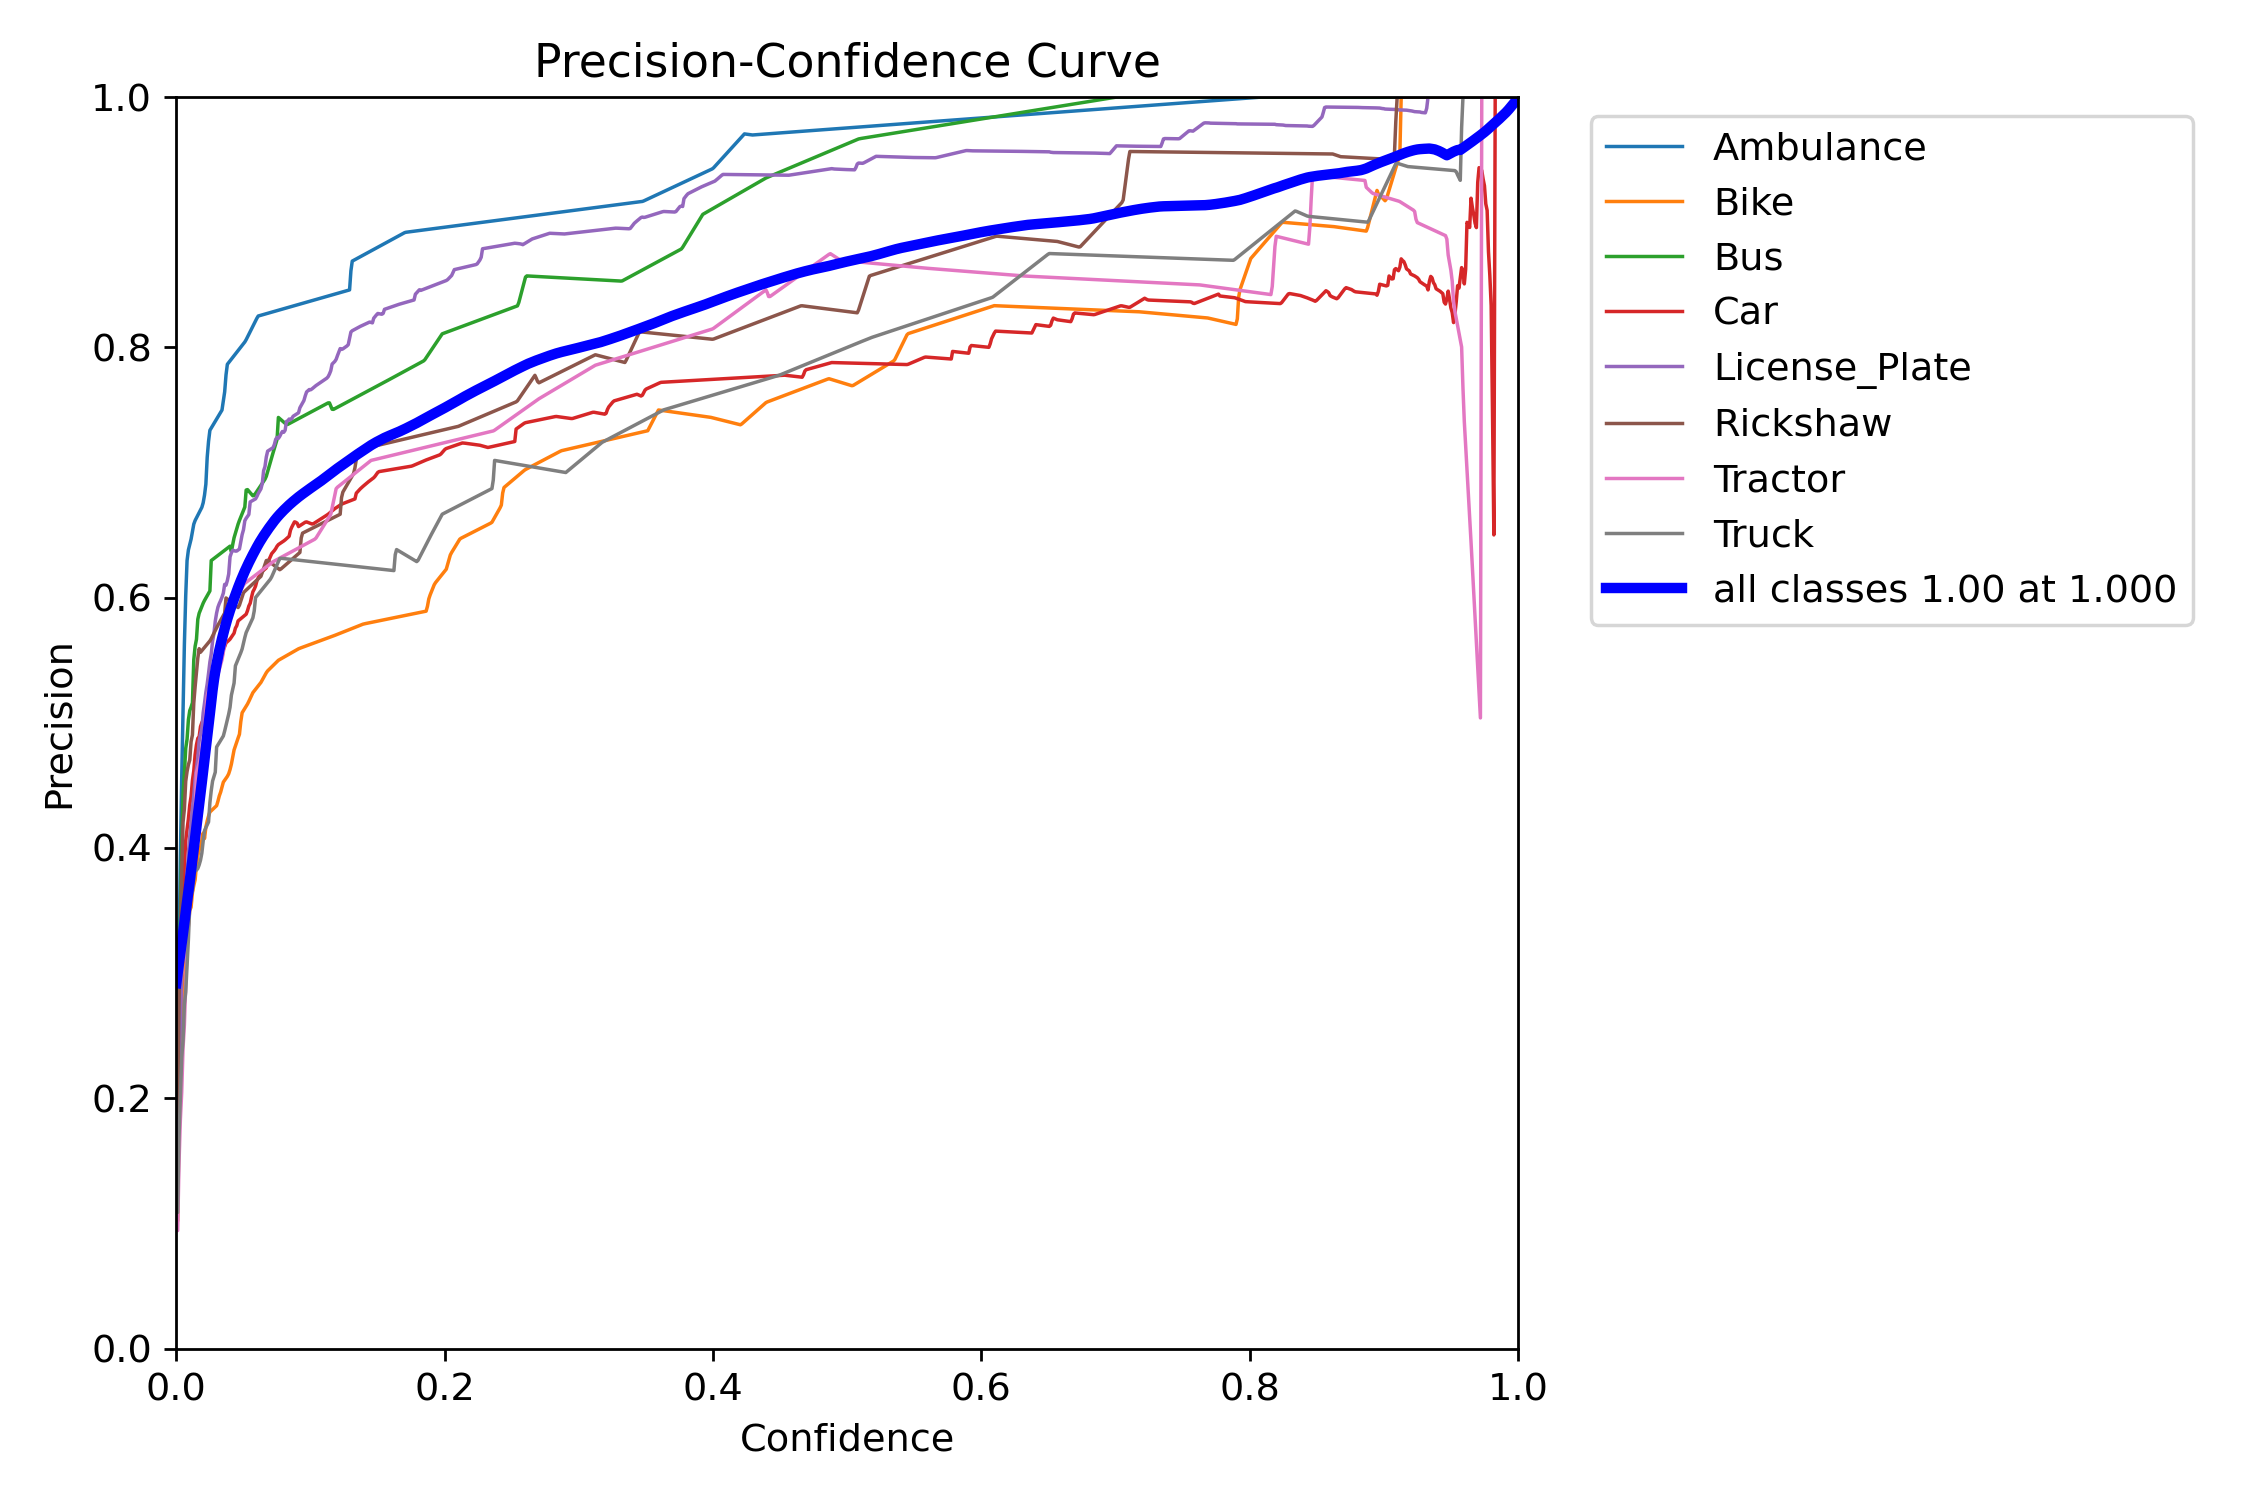 Precision-Confidence Curve
1.0
0.8
0.6
0.4
0.2
0.0
Precision
0.0 0.2 0.4 0.6 0.8 1.0
Confidence
Ambulance
Bike
Bus
Car
License_Plate
Rickshaw
Tractor
Truck
all classes 1.00 at 1.000